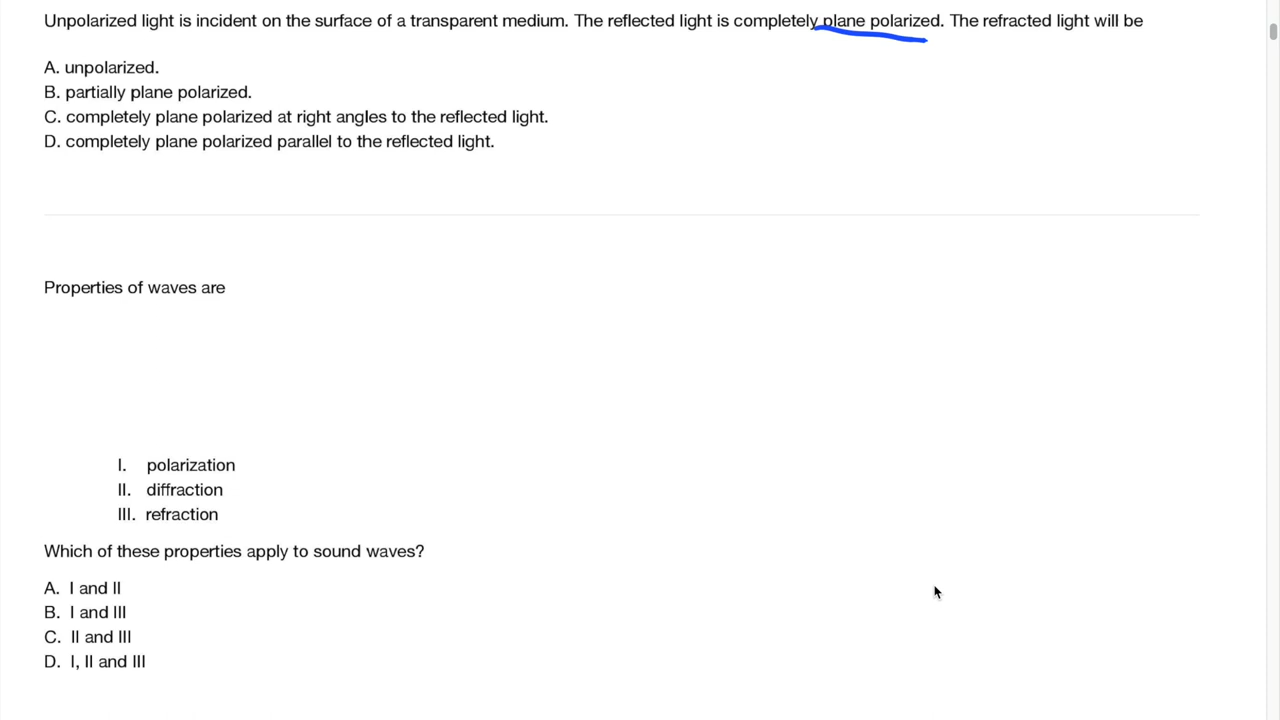 Unpolarized light is incident on the surface of a transparent medium. The reflected light is completely plane polarized. The refracted light will be
A. unpolarized.
B. partially plane polarized.
C. completely plane polarized at right angles to the reflected light.
D. completely plane polarized parallel to the reflected light.
Properties of waves are
I. polarization
II. diffraction
III. refraction
Which of these properties apply to sound waves?
A. I and II
B. I and III
C. II and III
D. I, II and III